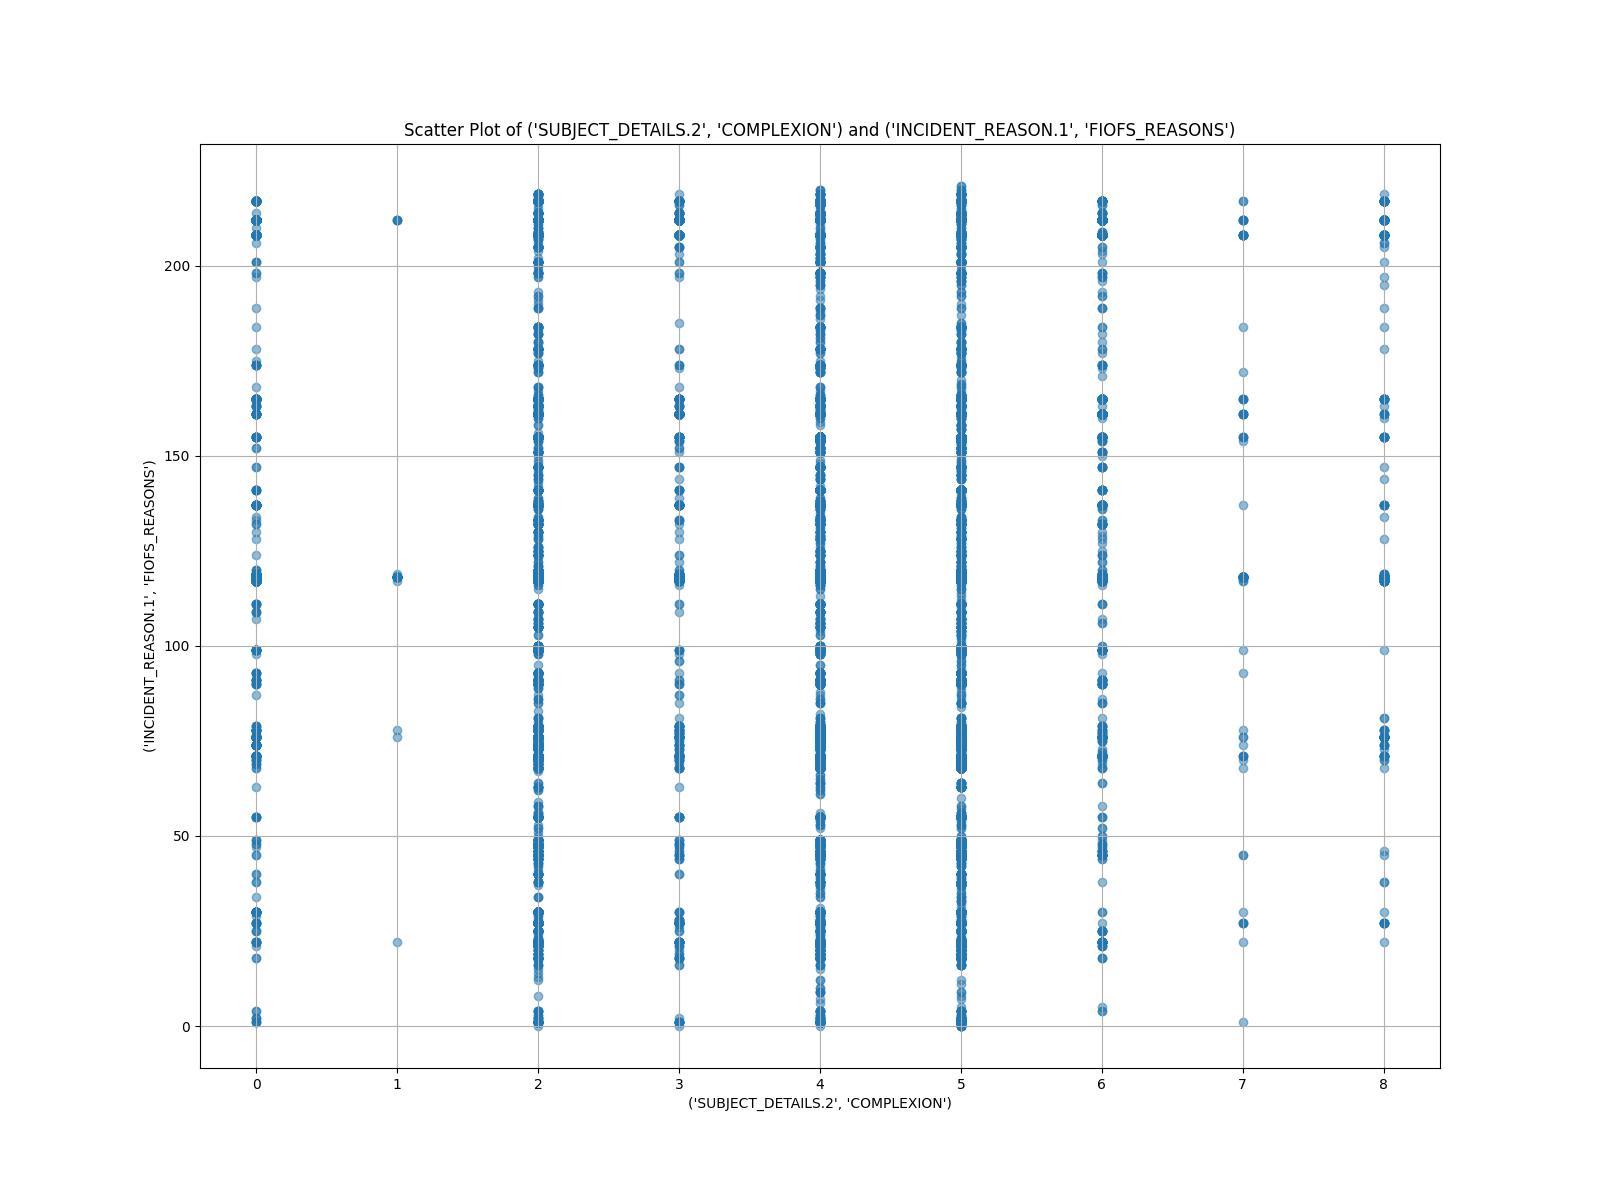 Scatter Plot of ('SUBJECT_DETAILS.2', 'COMPLEXION') and ('INCIDENT_REASON.1', 'FIOFS_REASONS')
('INCIDENT_REASON.1', 'FIOFS_REASONS')
200
150
100
50
0
0 1 2 3 4 5 6 7 8
('SUBJECT_DETAILS.2', 'COMPLEXION')